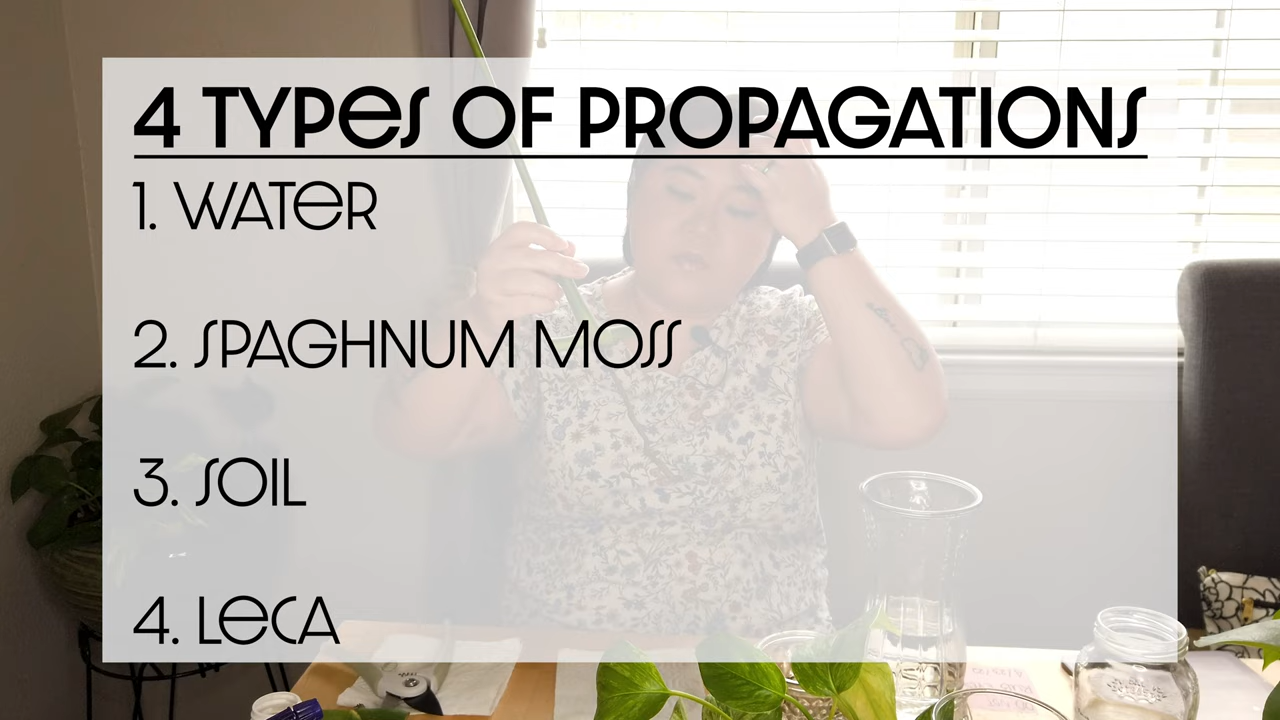 4 TYPeS OF PROPAGATIONS
1. WATeR
2. SPAGHNUM MOSS
3. SOIL
4. LeCA